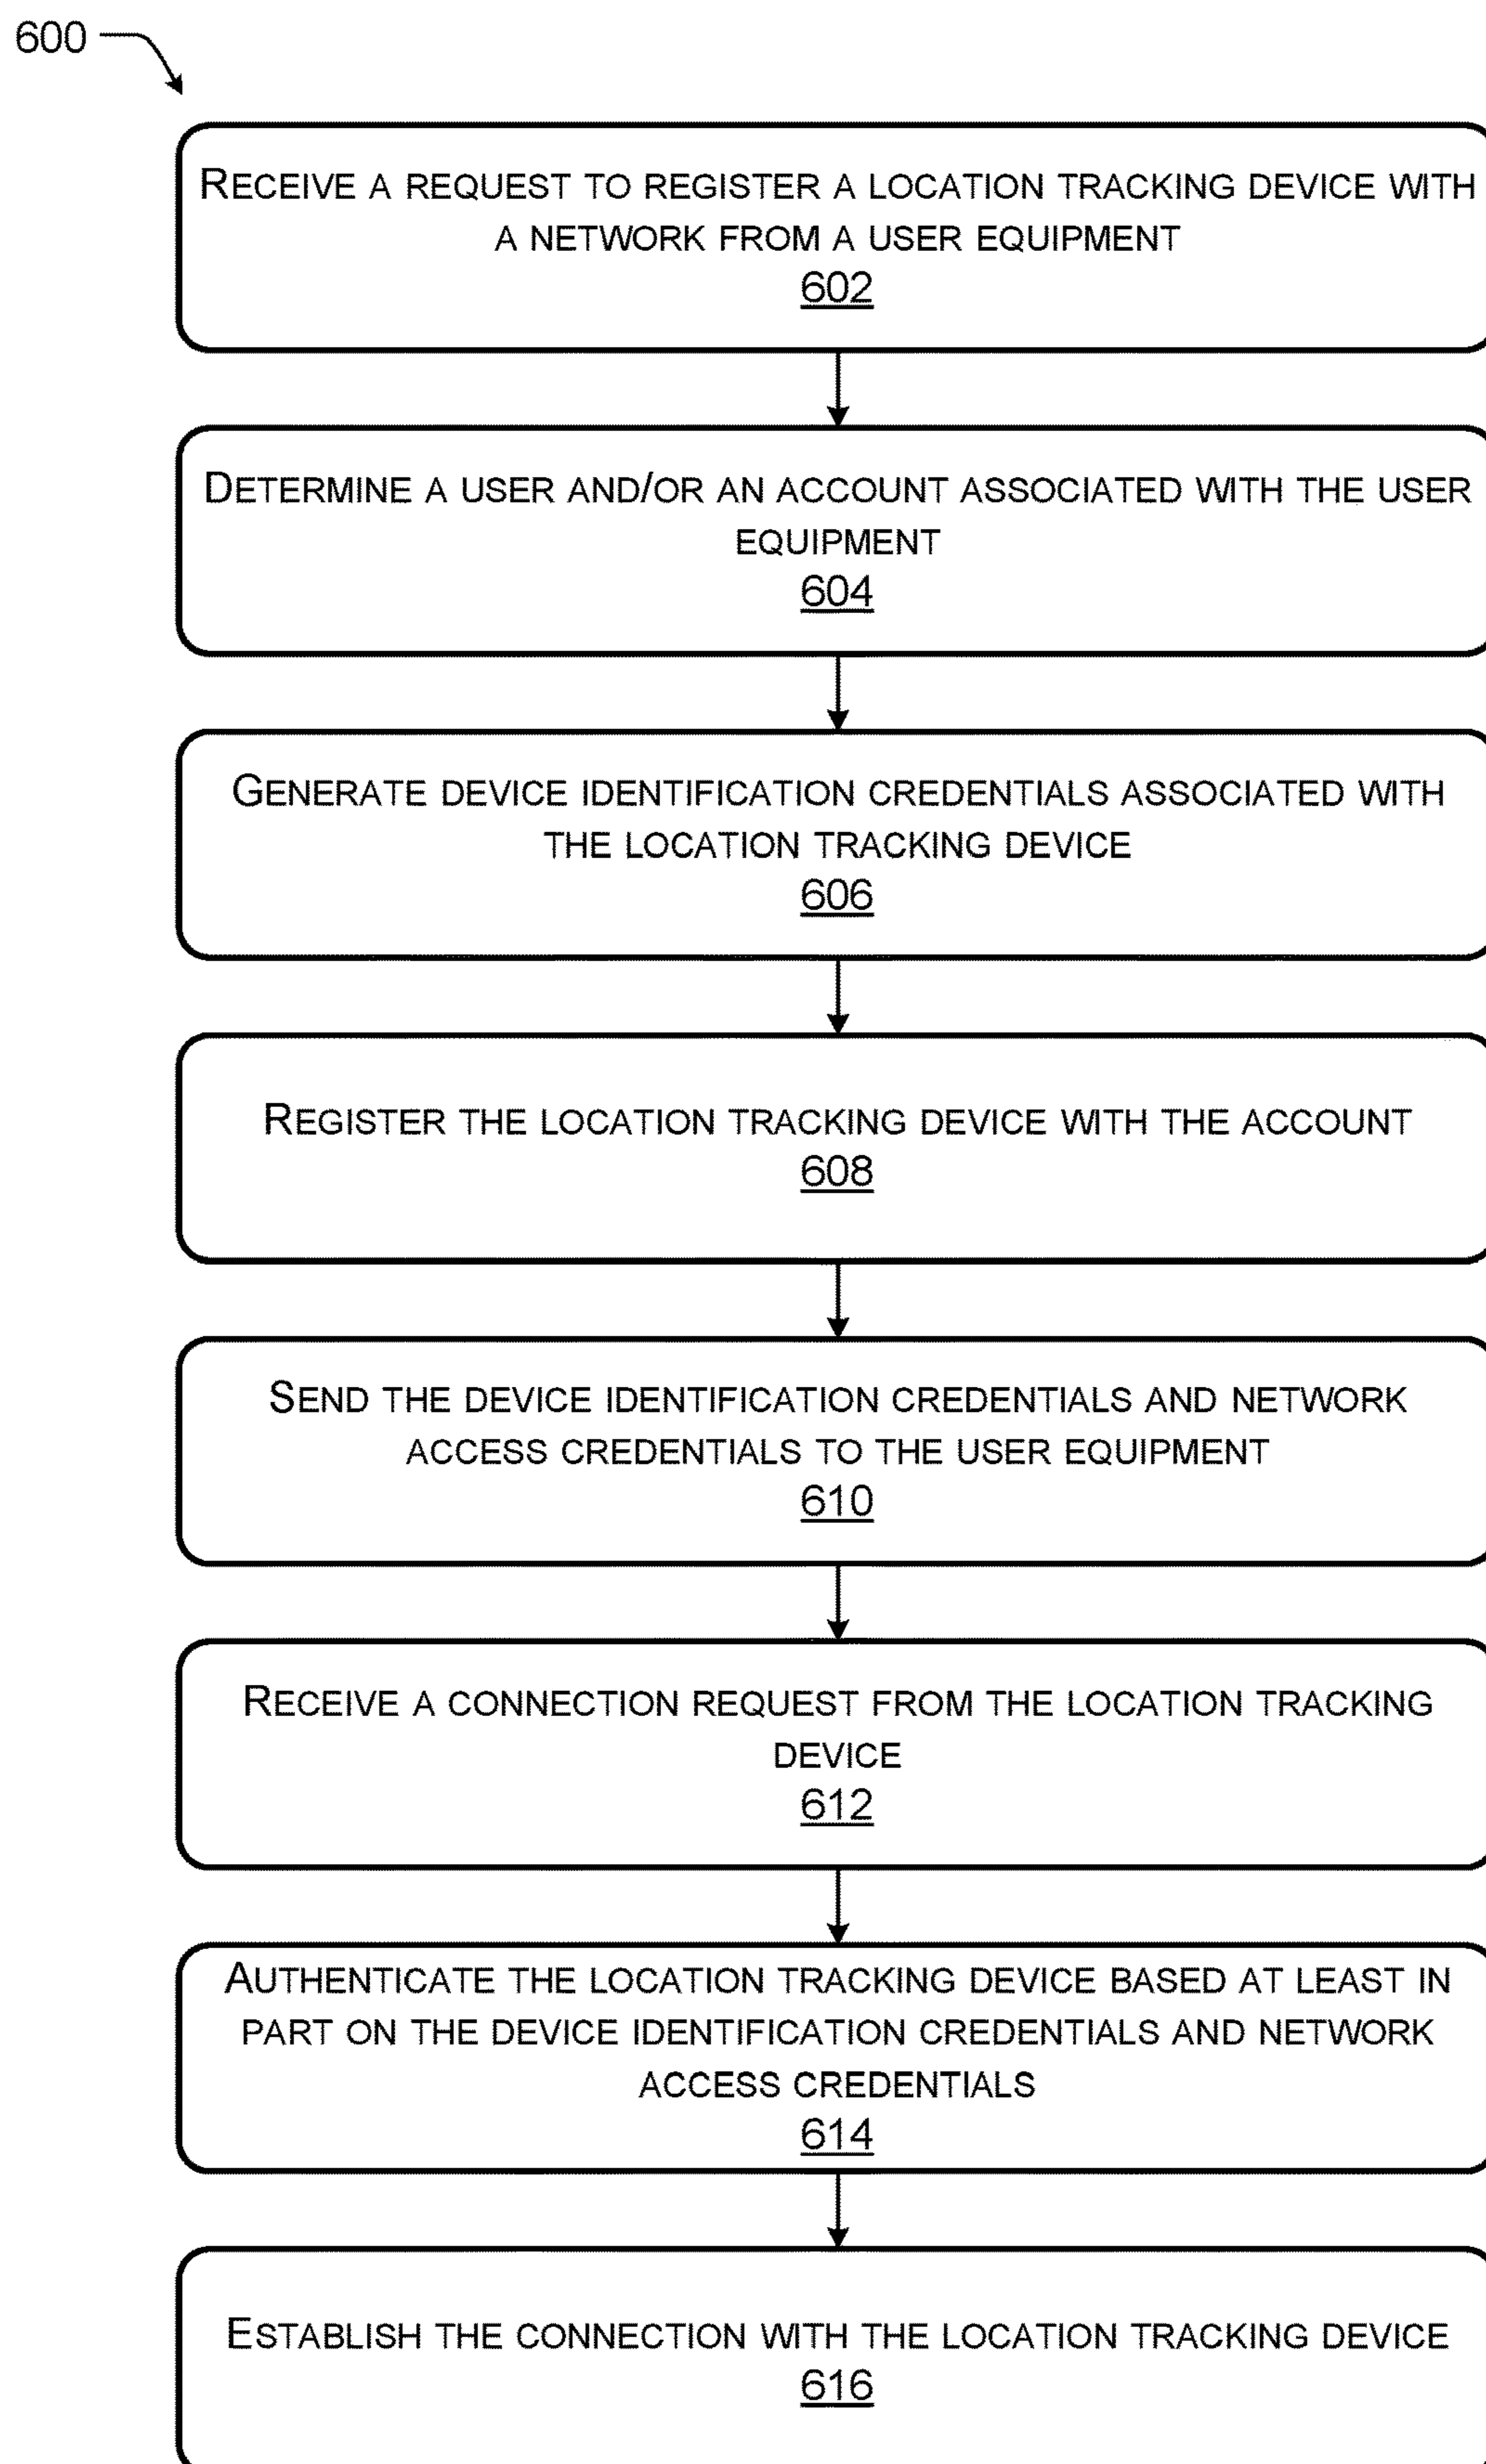 600
RECEIVE A REQUEST TO REGISTER A LOCATION TRACKING DEVICE WITH
A NETWORK FROM A USER EQUIPMENT
602
DETERMINE A USER AND/OR AN ACCOUNT ASSOCIATED WITH THE USER
EQUIPMENT
604
GENERATE DEVICE IDENTIFICATION CREDENTIALS ASSOCIATED WITH
THE LOCATION TRACKING DEVICE
606
REGISTER THE LOCATION TRACKING DEVICE WITH THE ACCOUNT
608
SEND THE DEVICE IDENTIFICATION CREDENTIALS AND NETWORK
ACCESS CREDENTIALS TO THE USER EQUIPMENT
610
RECEIVE A CONNECTION REQUEST FROM THE LOCATION TRACKING
DEVICE
612
AUTHENTICATE THE LOCATION TRACKING DEVICE BASED AT LEAST IN
PART ON THE DEVICE IDENTIFICATION CREDENTIALS AND NETWORK
ACCESS CREDENTIALS
614
ESTABLISH THE CONNECTION WITH THE LOCATION TRACKING DEVICE
616